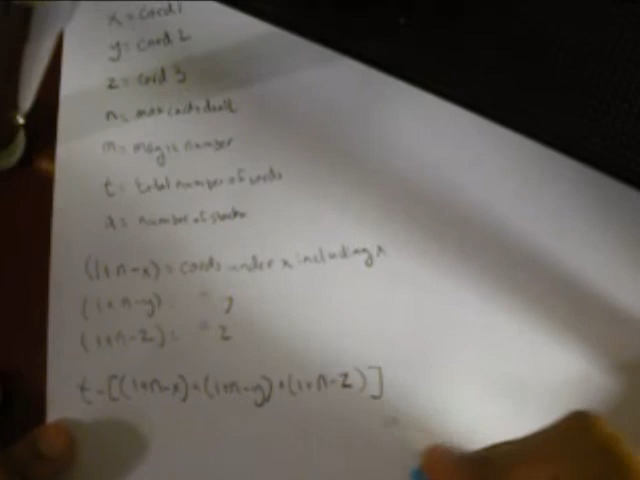 x = card 1
y = card 2
z = card 3
n = max cards dealt
m = magic number
t = total number of cards
= number of stacks
(1+n-x) = cards under x including x
(1+n-y) = " y
(1+n-z) = " z
t-[(1+n-x)+(1+n-y)+(1+n-z)]